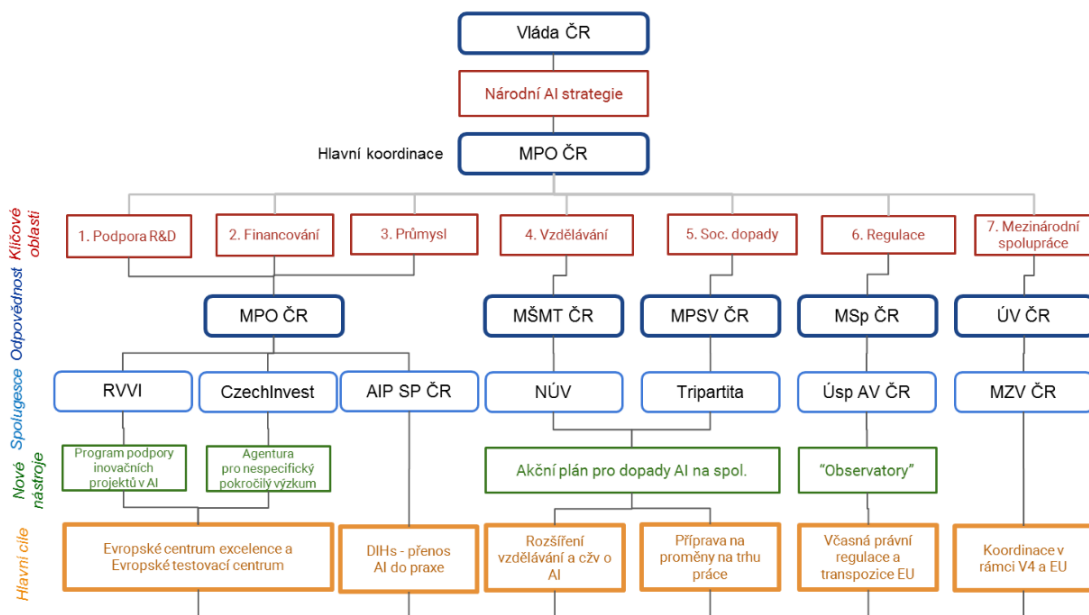 Vláda ČR
Národní AI strategie
Hlavní koordinace
MPO ČR
Klíčové
oblasti
1. Podpora R&D
2. Financování
3. Průmysl
4. Vzdělávání
5. Soc. dopady
6. Regulace
7. Mezinárodní
spolupráce
Odpovědnost
MPO ČR
MŠMT ČR
MPSV ČR
MSp ČR
ÚV ČR
Spolugesce
RVVI
CzechInvest
AIP SP ČR
NÚV
Tripartita
Úsp AV ČR
MZV ČR
Nové
nástroje
Program podpory
inovačních
projektů v AI
Agentura
pro nespecifický
pokročilý výzkum
Akční plán pro dopady AI na spol.
"Observatory"
Hlavní cíle
Evropské centrum excelence a
Evropské testovací centrum
DIHs - přenos
AI do praxe
Rozšíření
vzdělávání a cžv o
AI
Příprava na
proměny na trhu
práce
Včasná právní
regulace a
transpozice EU
Koordinace v
rámci V4 a EU